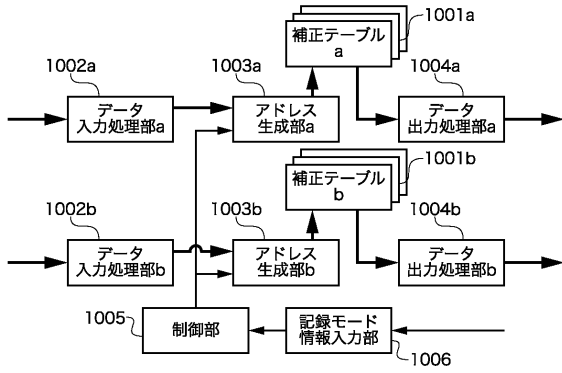 1001a
補正テーブル
a
1002a
1003a
1004a
データ
入力処理部a
アドレス
生成部a
データ
出力処理部a
1001b
補正テーブル
b
1002b
1003b
1004b
データ
入力処理部b
アドレス
生成部b
データ
出力処理部b
1005
制御部
記録モード
情報入力部
1006